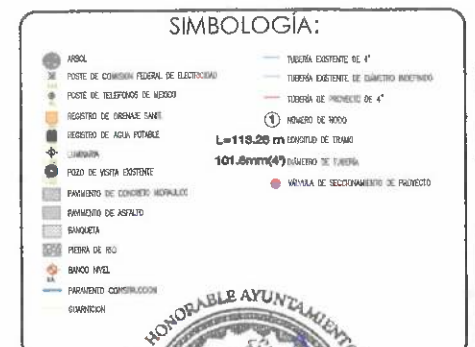 SIMBOLOGÍA:
ARBOL
POSTE DE COMISION FEDERAL DE ELECTRICIDAD
POSTE DE TELEFONOS DE MEXICO
REGISTRO DE DRENAJE SANIT.
REGISTRO DE AGUA POTABLE
LUMINARIA
POZO DE VISITA EXISTENTE
PAVIMENTO DE CONCRETO HIDRAULICO
PAVIMENTO DE ASFALTO
BANQUETA
PIEDRA DE RIO
BANCO NIVEL
PARAMENTO CONSTRUCCION
GUARNICION
TUBERÍA EXISTENTE DE 4"
TUBERÍA EXISTENTE DE DIÁMETRO INDEFINIDO
TUBERÍA DE PROYECTO DE 4"
1 NÚMERO DE NODO
L=113.26 m LONGITUD DE TRAMO
101.6mm(4") DIÁMETRO DE TUBERÍA
VÁLVULA DE SECCIONAMIENTO DE PROYECTO
HONORABLE AYUNTAMIENTO